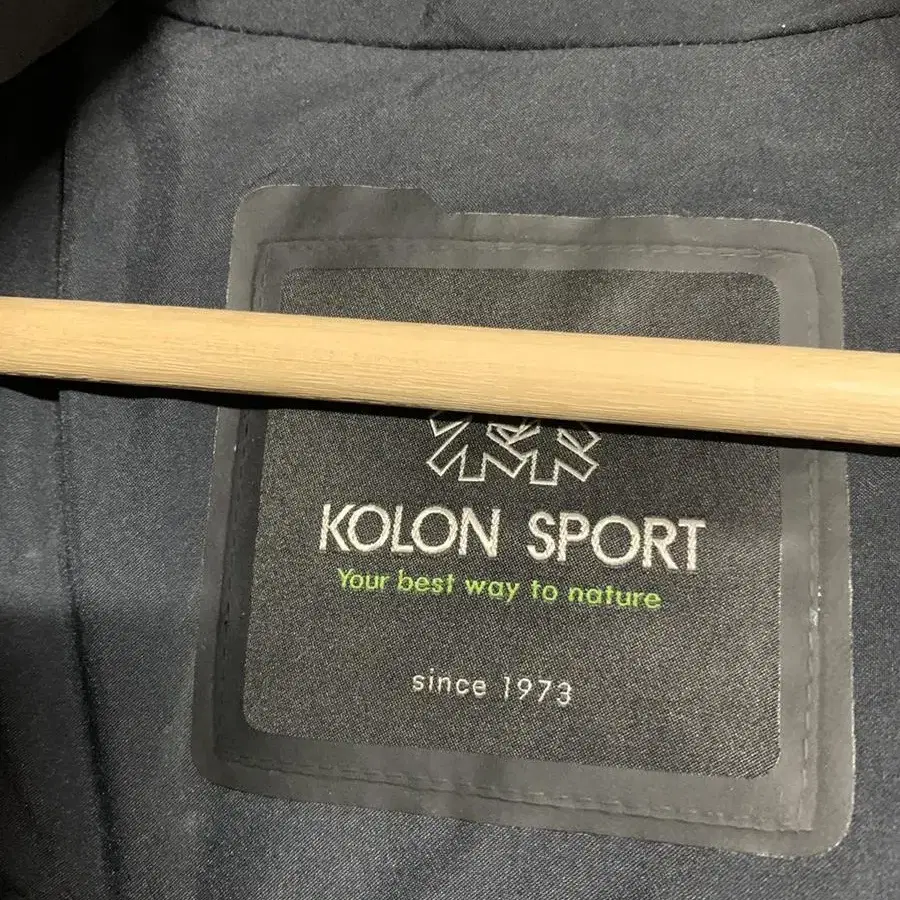 KOLON SPORT
Your best way to nature
since 1973